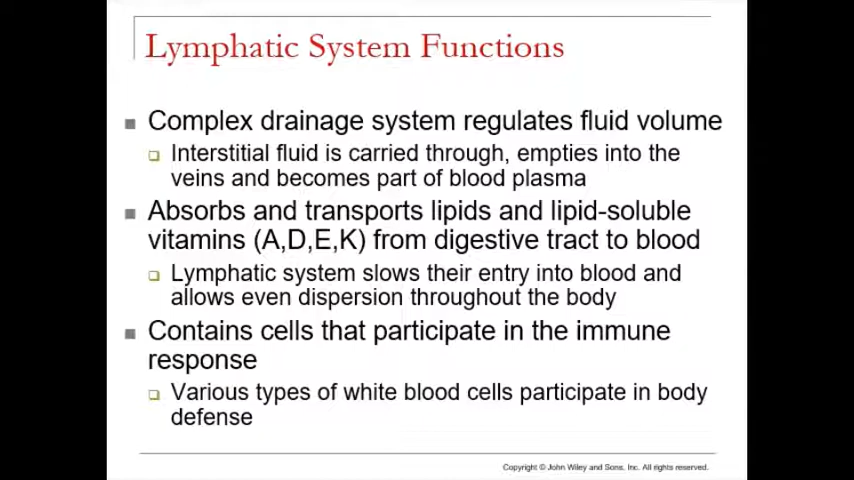 Lymphatic System Functions
Complex drainage system regulates fluid volume
Interstitial fluid is carried through, empties into the
veins and becomes part of blood plasma
Absorbs and transports lipids and lipid-soluble
vitamins (A,D,E,K) from digestive tract to blood
Lymphatic system slows their entry into blood and
allows even dispersion throughout the body
Contains cells that participate in the immune
response
Various types of white blood cells participate in body
defense
Copyright © John Wiley and Sons, Inc. All rights reserved.